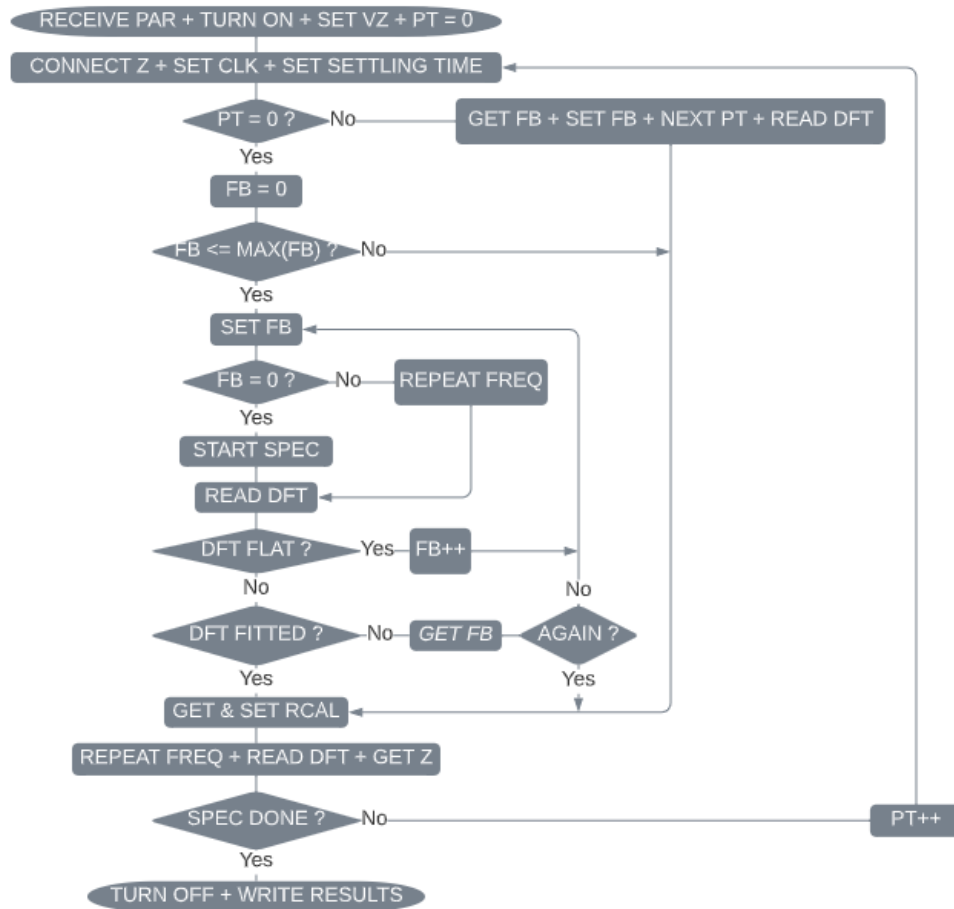 RECEIVE PAR + TURN ON + SET VZ + PT = 0
CONNECT Z + SET CLK + SET SETTLING TIME
PT = 0 ?
No
GET FB + SET FB + NEXT PT + READ DFT
Yes
FB = 0
FB <= MAX(FB) ?
No
Yes
SET FB
FB = 0 ?
No
REPEAT FREQ
Yes
START SPEC
READ DFT
DFT FLAT ?
Yes
FB++
No
No
DFT FITTED ?
No
GET FB
AGAIN ?
Yes
Yes
GET & SET RCAL
REPEAT FREQ + READ DFT + GET Z
SPEC DONE ?
No
PT++
Yes
TURN OFF + WRITE RESULTS